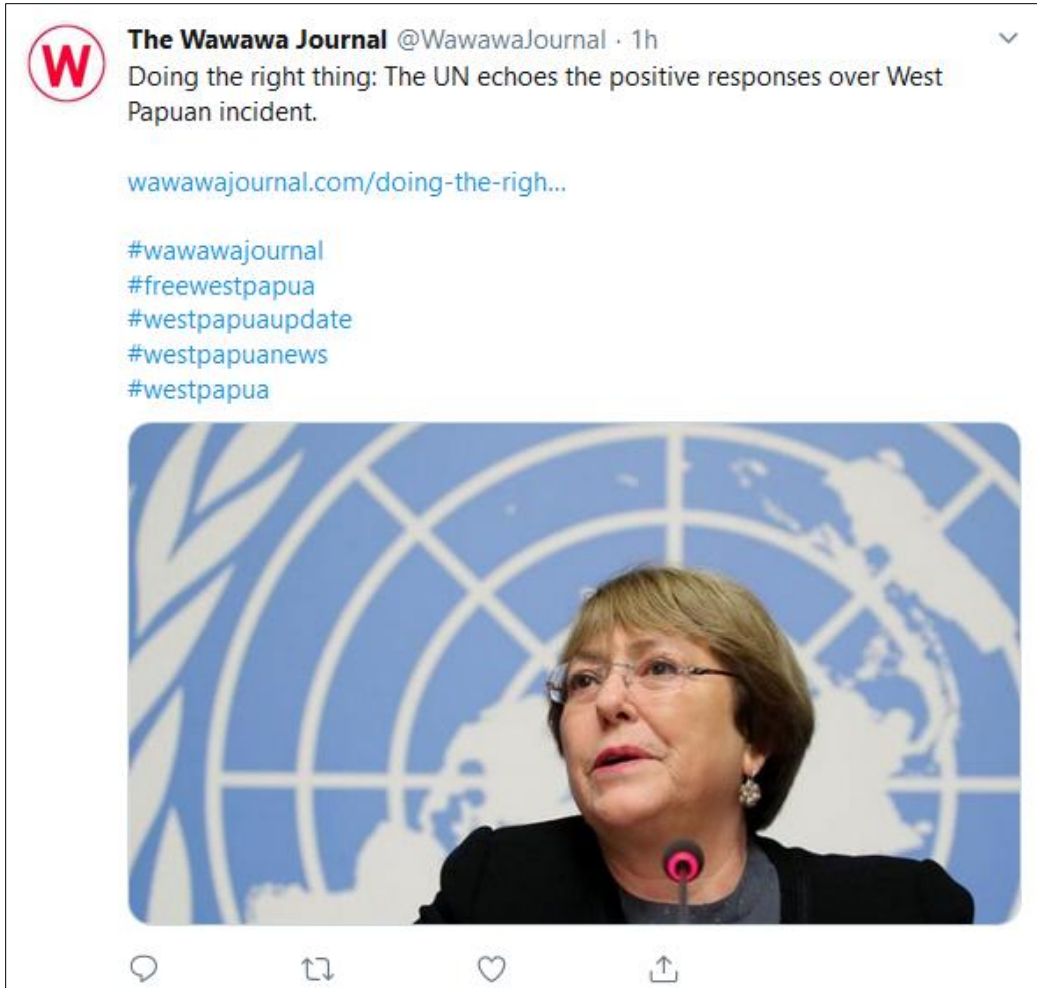 W
The Wawawa Journal @WawawaJournal · 1h
Doing the right thing: The UN echoes the positive responses over West
Papuan incident.
wawawajournal.com/doing-the-righ...
#wawawajournal
#freewestpapua
#westpapuaupdate
#westpapuanews
#westpapua